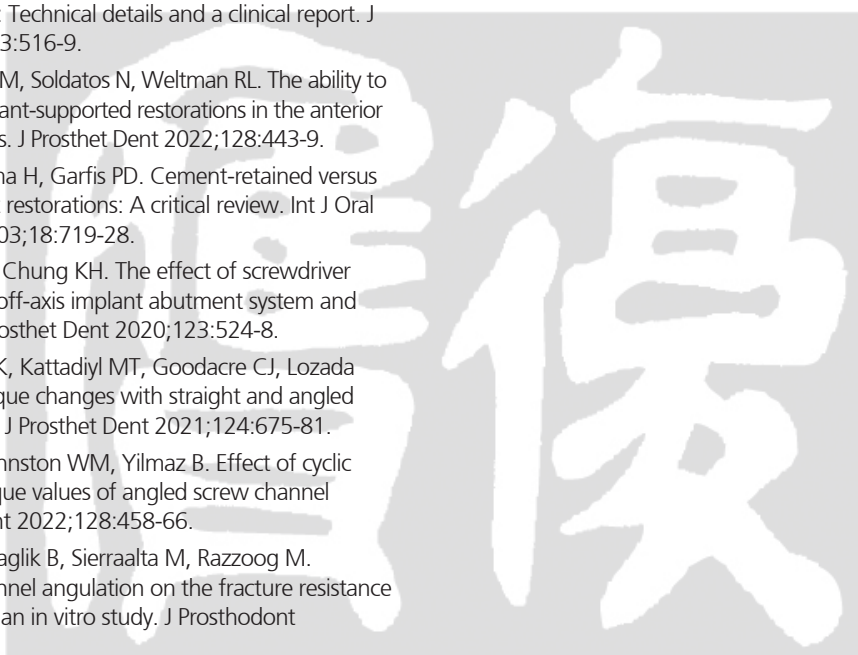 : Technical details and a clinical report. J
3:516-9.
M, Soldatos N, Weltman RL. The ability to
ant-supported restorations in the anterior
s. J Prosthet Dent 2022;128:443-9.
na H, Garfis PD. Cement-retained versus
restorations: A critical review. Int J Oral
03;18:719-28.
Chung KH. The effect of screwdriver
off-axis implant abutment system and
osthet Dent 2020;123:524-8.
K, Kattadiyl MT, Goodacre CJ, Lozada
que changes with straight and angled
J Prosthet Dent 2021;124:675-81.
hnston WM, Yilmaz B. Effect of cyclic
que values of angled screw channel
nt 2022;128:458-66.
aglik B, Sierraalta M, Razzoog M.
nnel angulation on the fracture resistance
an in vitro study. J Prosthodont
復